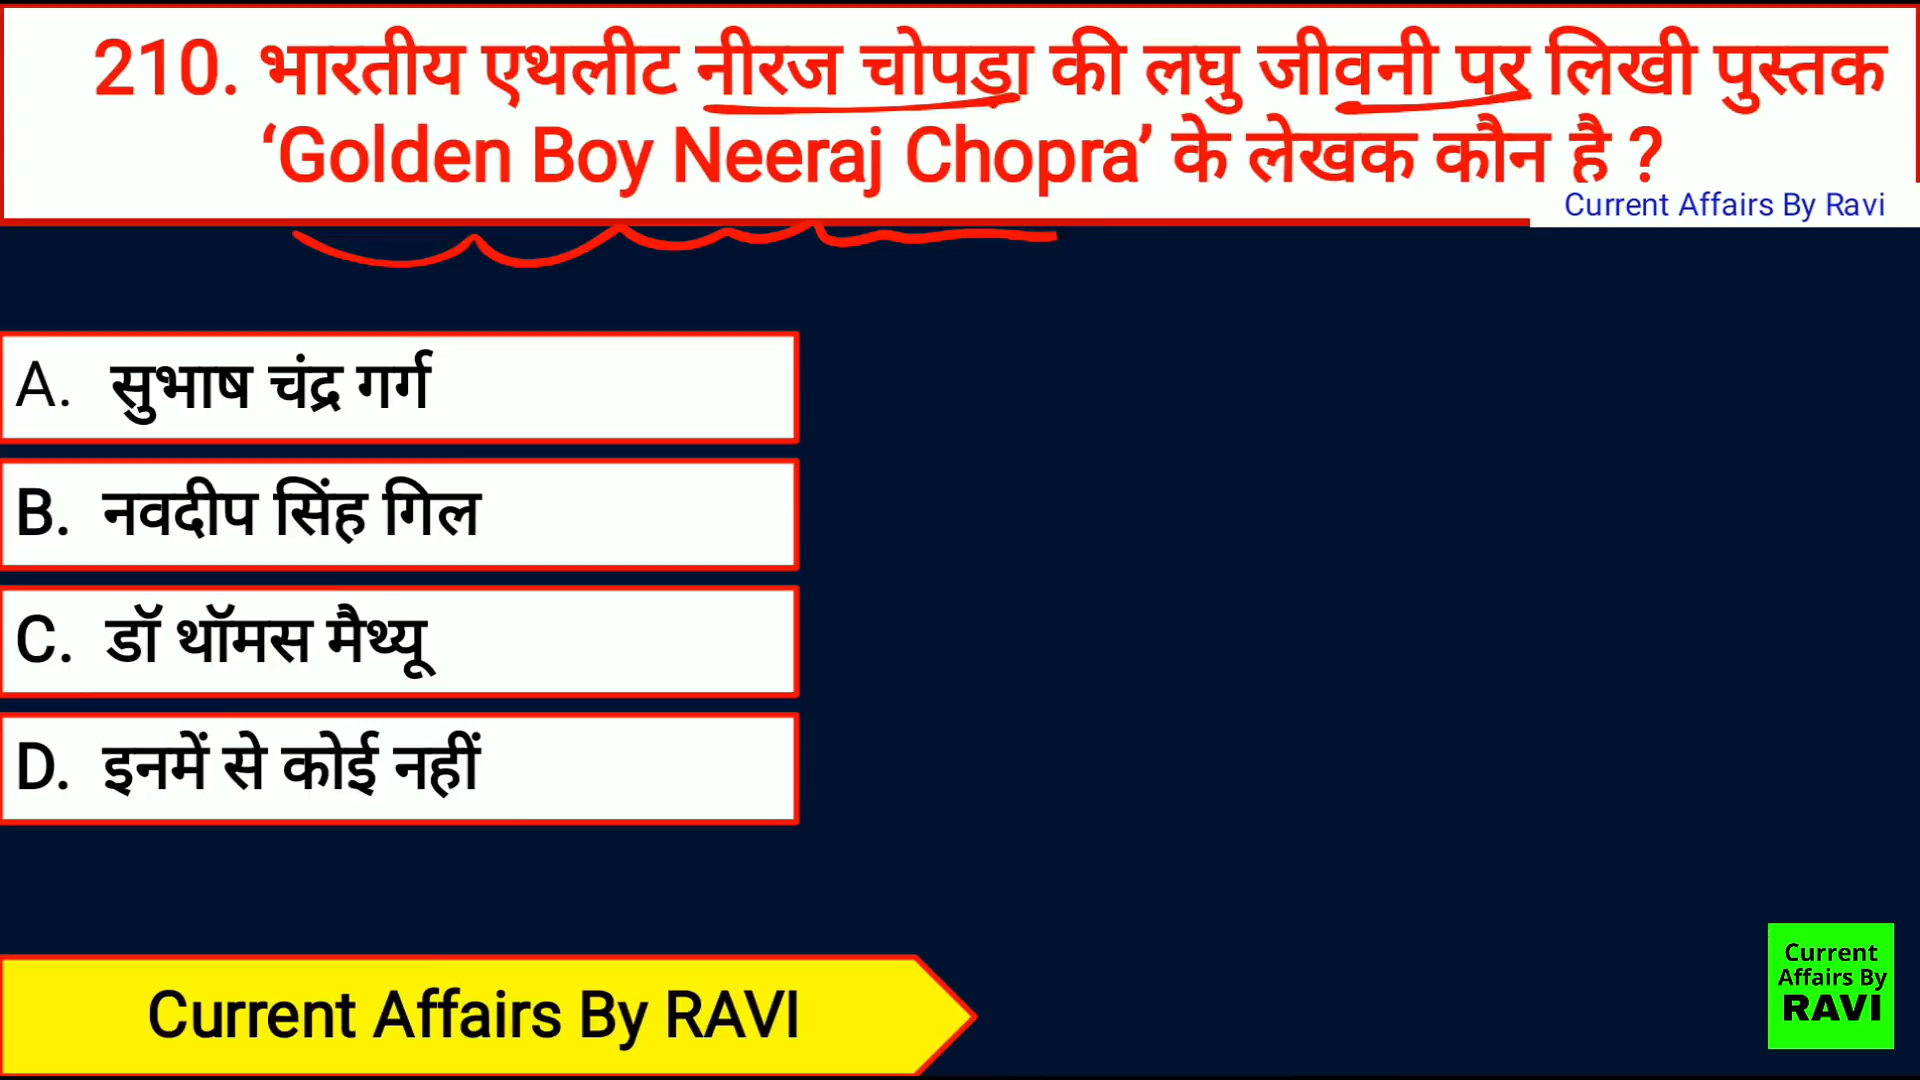 210. भारतीय एथलीट नीरज चोपड़ा की लघु जीवनी पर लिखी पुस्तक
‘Golden Boy Neeraj Chopra’ के लेखक कौन है ?
Current Affairs By Ravi
A. सुभाष चंद्र गर्ग
B. नवदीप सिंह गिल
C. डॉ थॉमस मैथ्यू
D. इनमें से कोई नहीं
Current Affairs By RAVI
Current
Affairs By
RAVI